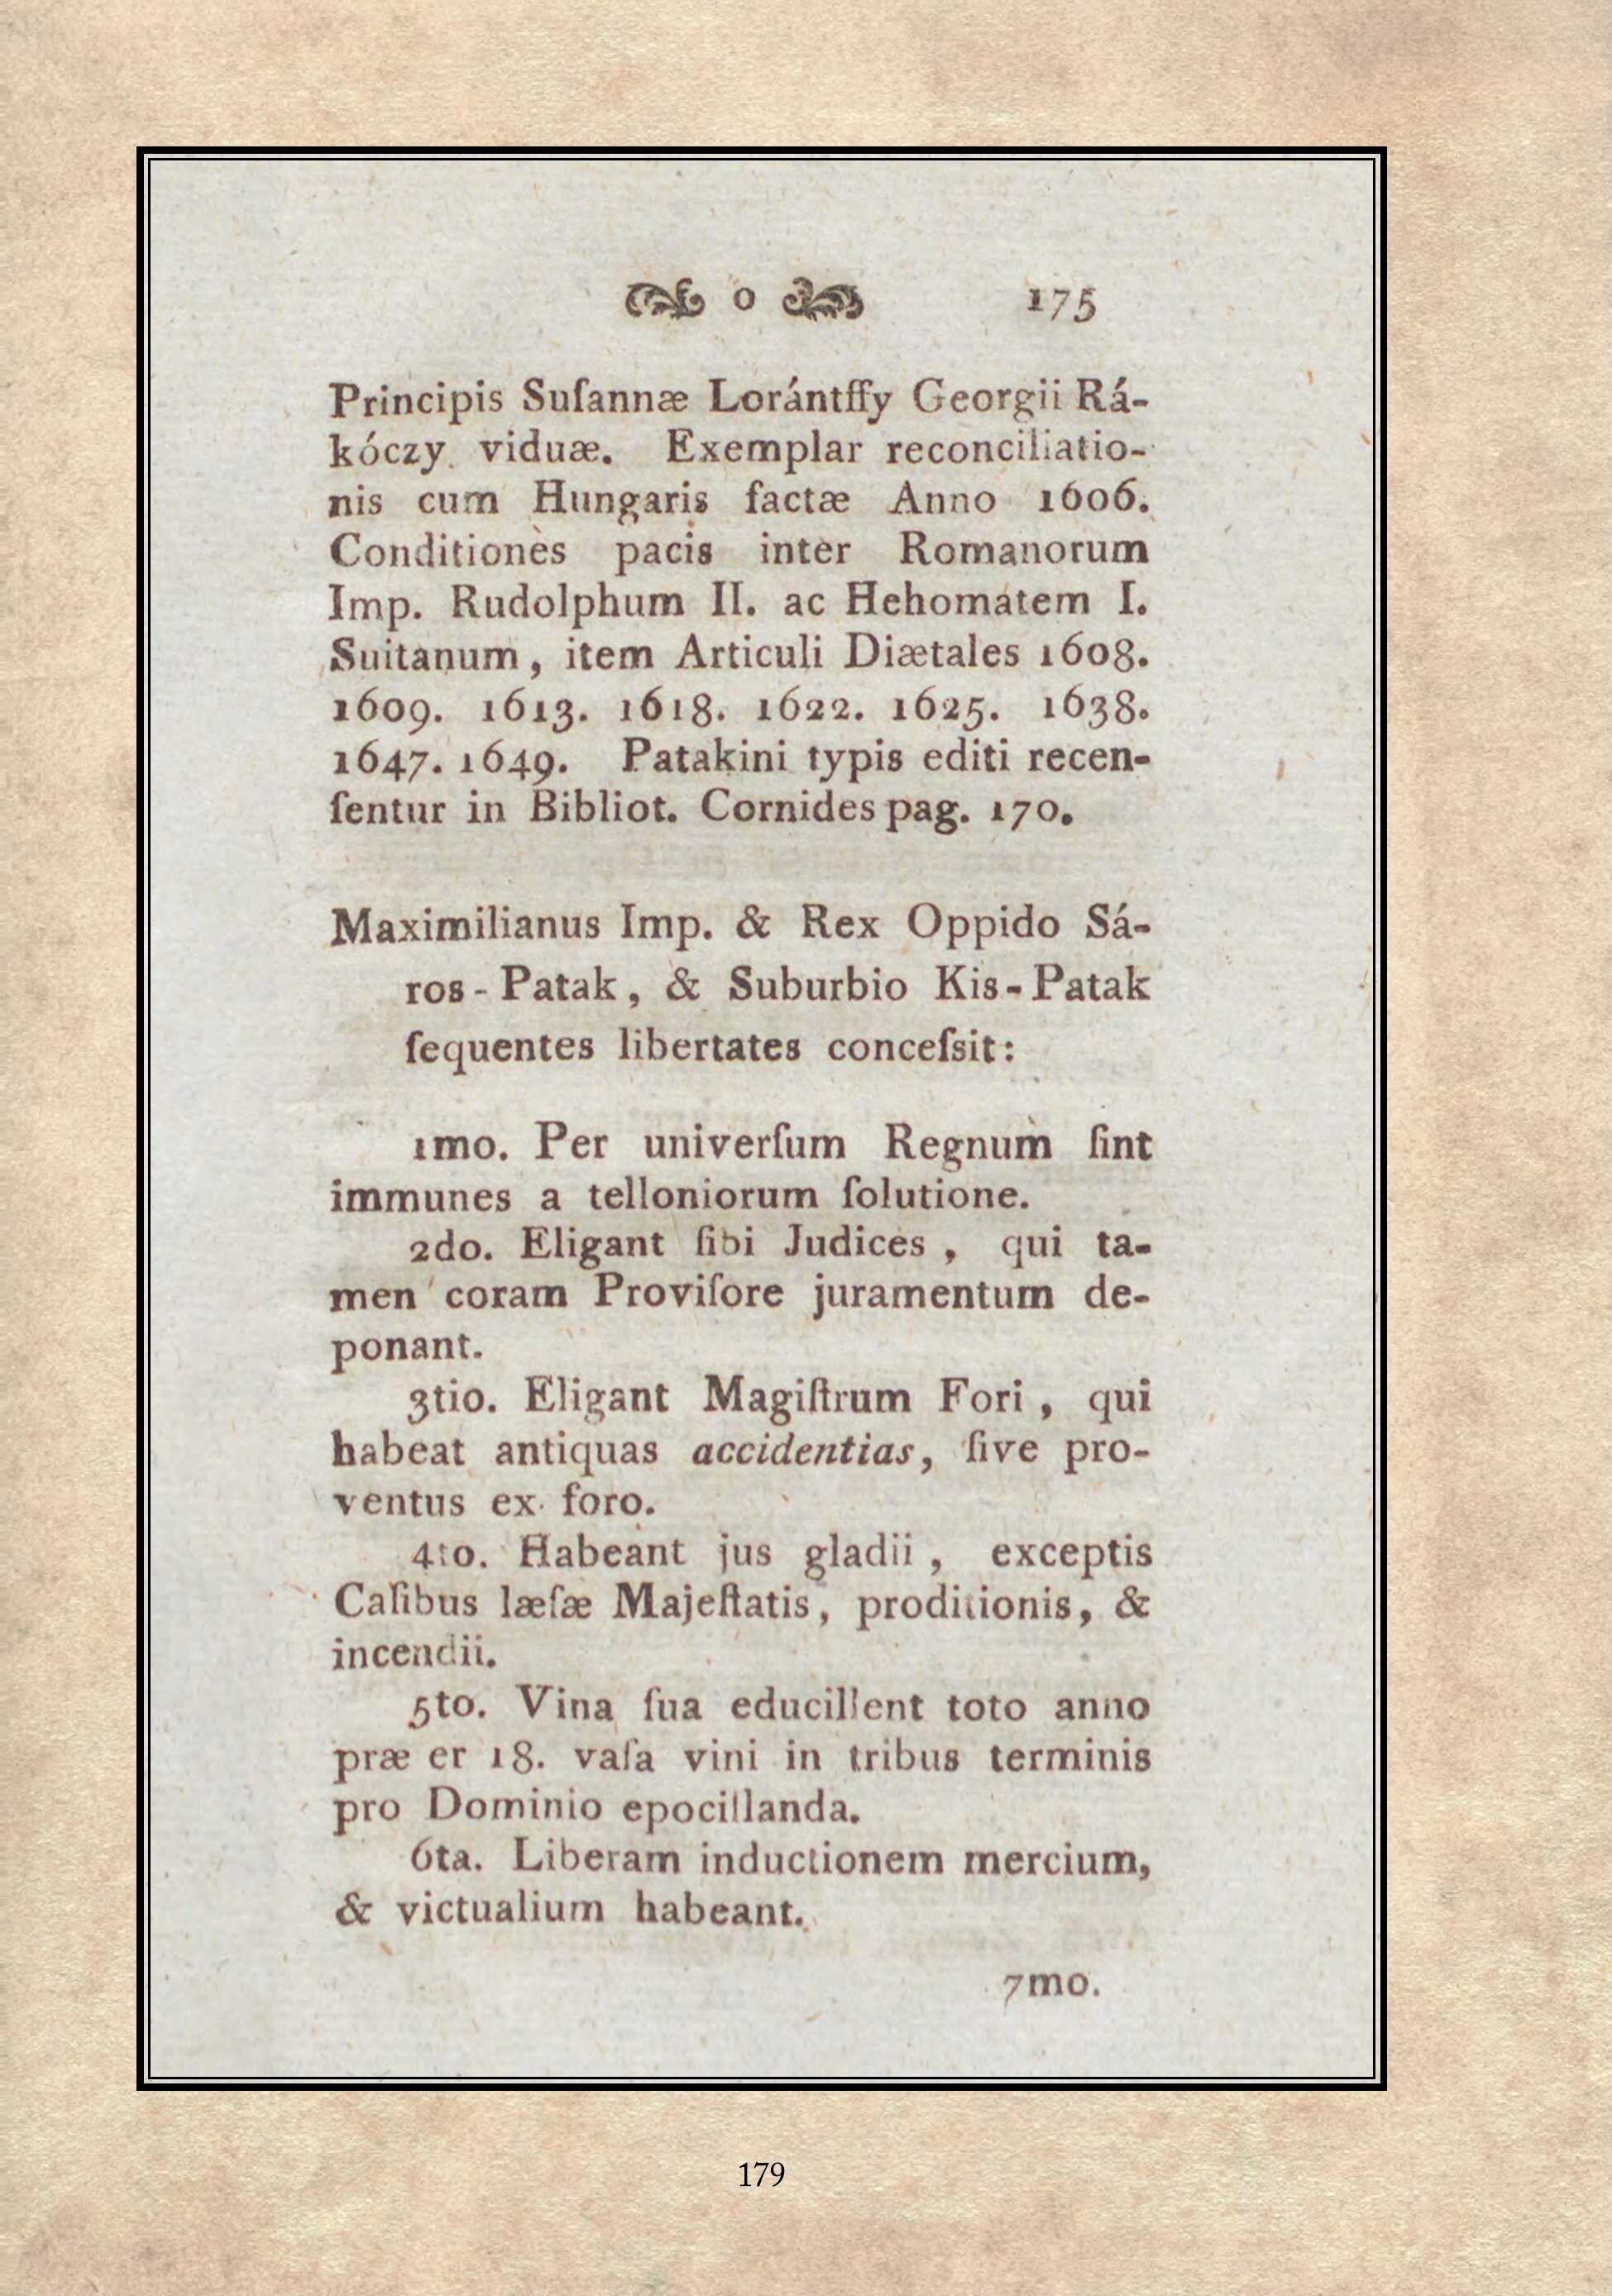 o 175
Principis Suſannæ Lorántffy Georgii Rá-
kóczy viduæ. Exemplar reconciliatio-
nis cum Hungaris factæ Anno 1606.
Conditiones pacis inter Romanorum
Imp. Rudolphum II. ac Hehomatem I.
Suitanum, item Articuli Diætales 1608.
1609. 1613. 1618. 1622. 1625. 1638.
1647. 1649. Patakini typis editi recen-
ſentur in Bibliot. Cornides pag. 170.
Maximilianus Imp. & Rex Oppido Sá-
ros-Patak, & Suburbio Kis-Patak
ſequentes libertates conceſsit:
1mo. Per univerſum Regnum ſint
immunes a telloniorum ſolutione.
2do. Eligant ſibi Judices, qui ta-
men coram Proviſore juramentum de-
ponant.
3tio. Eligant Magiſtrum Fori, qui
habeat antiquas accidentias, ſive pro-
ventus ex foro.
4to. Habeant jus gladii, exceptis
Caſibus læſæ Majeſtatis, proditionis, &
incendii.
5to. Vina ſua educillent toto anno
præ er 18. vaſa vini in tribus terminis
pro Dominio epocillanda.
6ta. Liberam inductionem mercium,
& victualium habeant.
7mo.
179